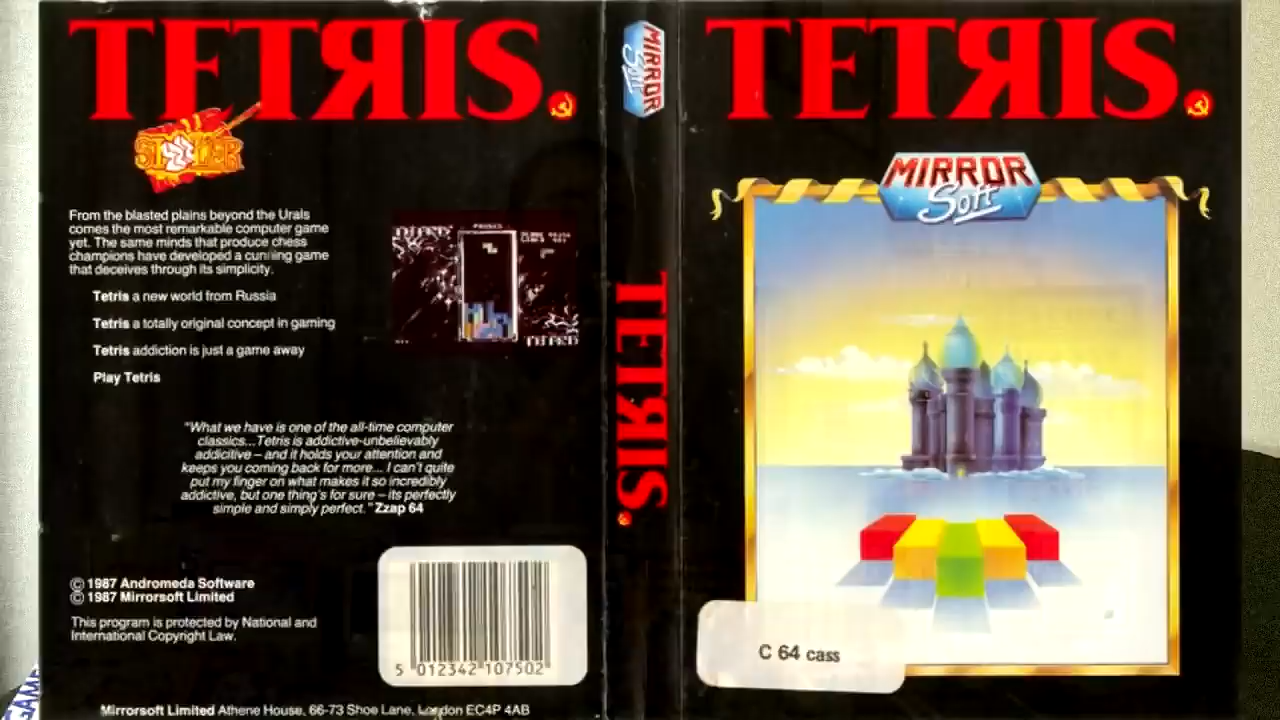 TETЯIS.
SIZZLER
From the blasted plains beyond the Urals
comes the most remarkable computer game
yet. The same minds that produce chess
champions have developed a cunning game
that deceives through its simplicity.
Tetris a new world from Russia
Tetris a totally original concept in gaming
Tetris addiction is just a game away
Play Tetris
"What we have is one of the all-time computer
classics...Tetris is addictive-unbelievably
addicitive – and it holds your attention and
keeps you coming back for more... I can't quite
put my finger on what makes it so incredibly
addictive, but one thing's for sure – its perfectly
simple and simply perfect." Zzap 64
© 1987 Andromeda Software
© 1987 Mirrorsoft Limited
This program is protected by National and
International Copyright Law.
5 012342 107502
Mirrorsoft Limited Athene House, 66-73 Shoe Lane, London EC4P 4AB
GAME
MIRROR
Soft
TETЯIS.
TETЯIS.
MIRROR
Soft
C 64 cass